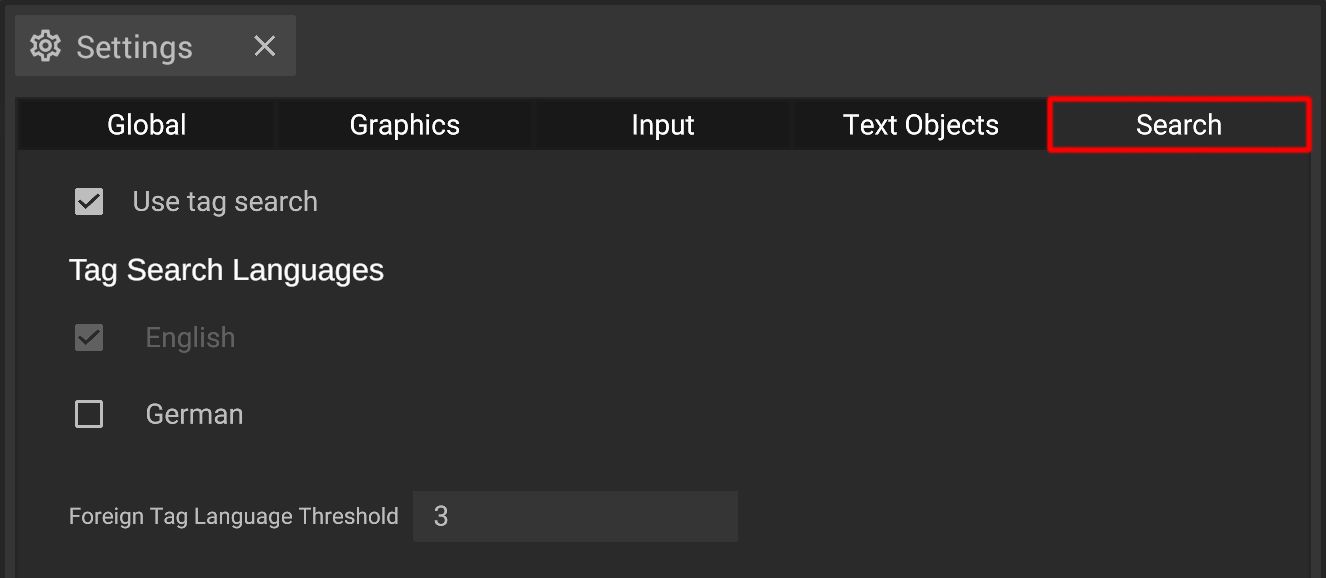 Settings
Global Graphics Input Text Objects Search
Use tag search
Tag Search Languages
English
German
Foreign Tag Language Threshold 3